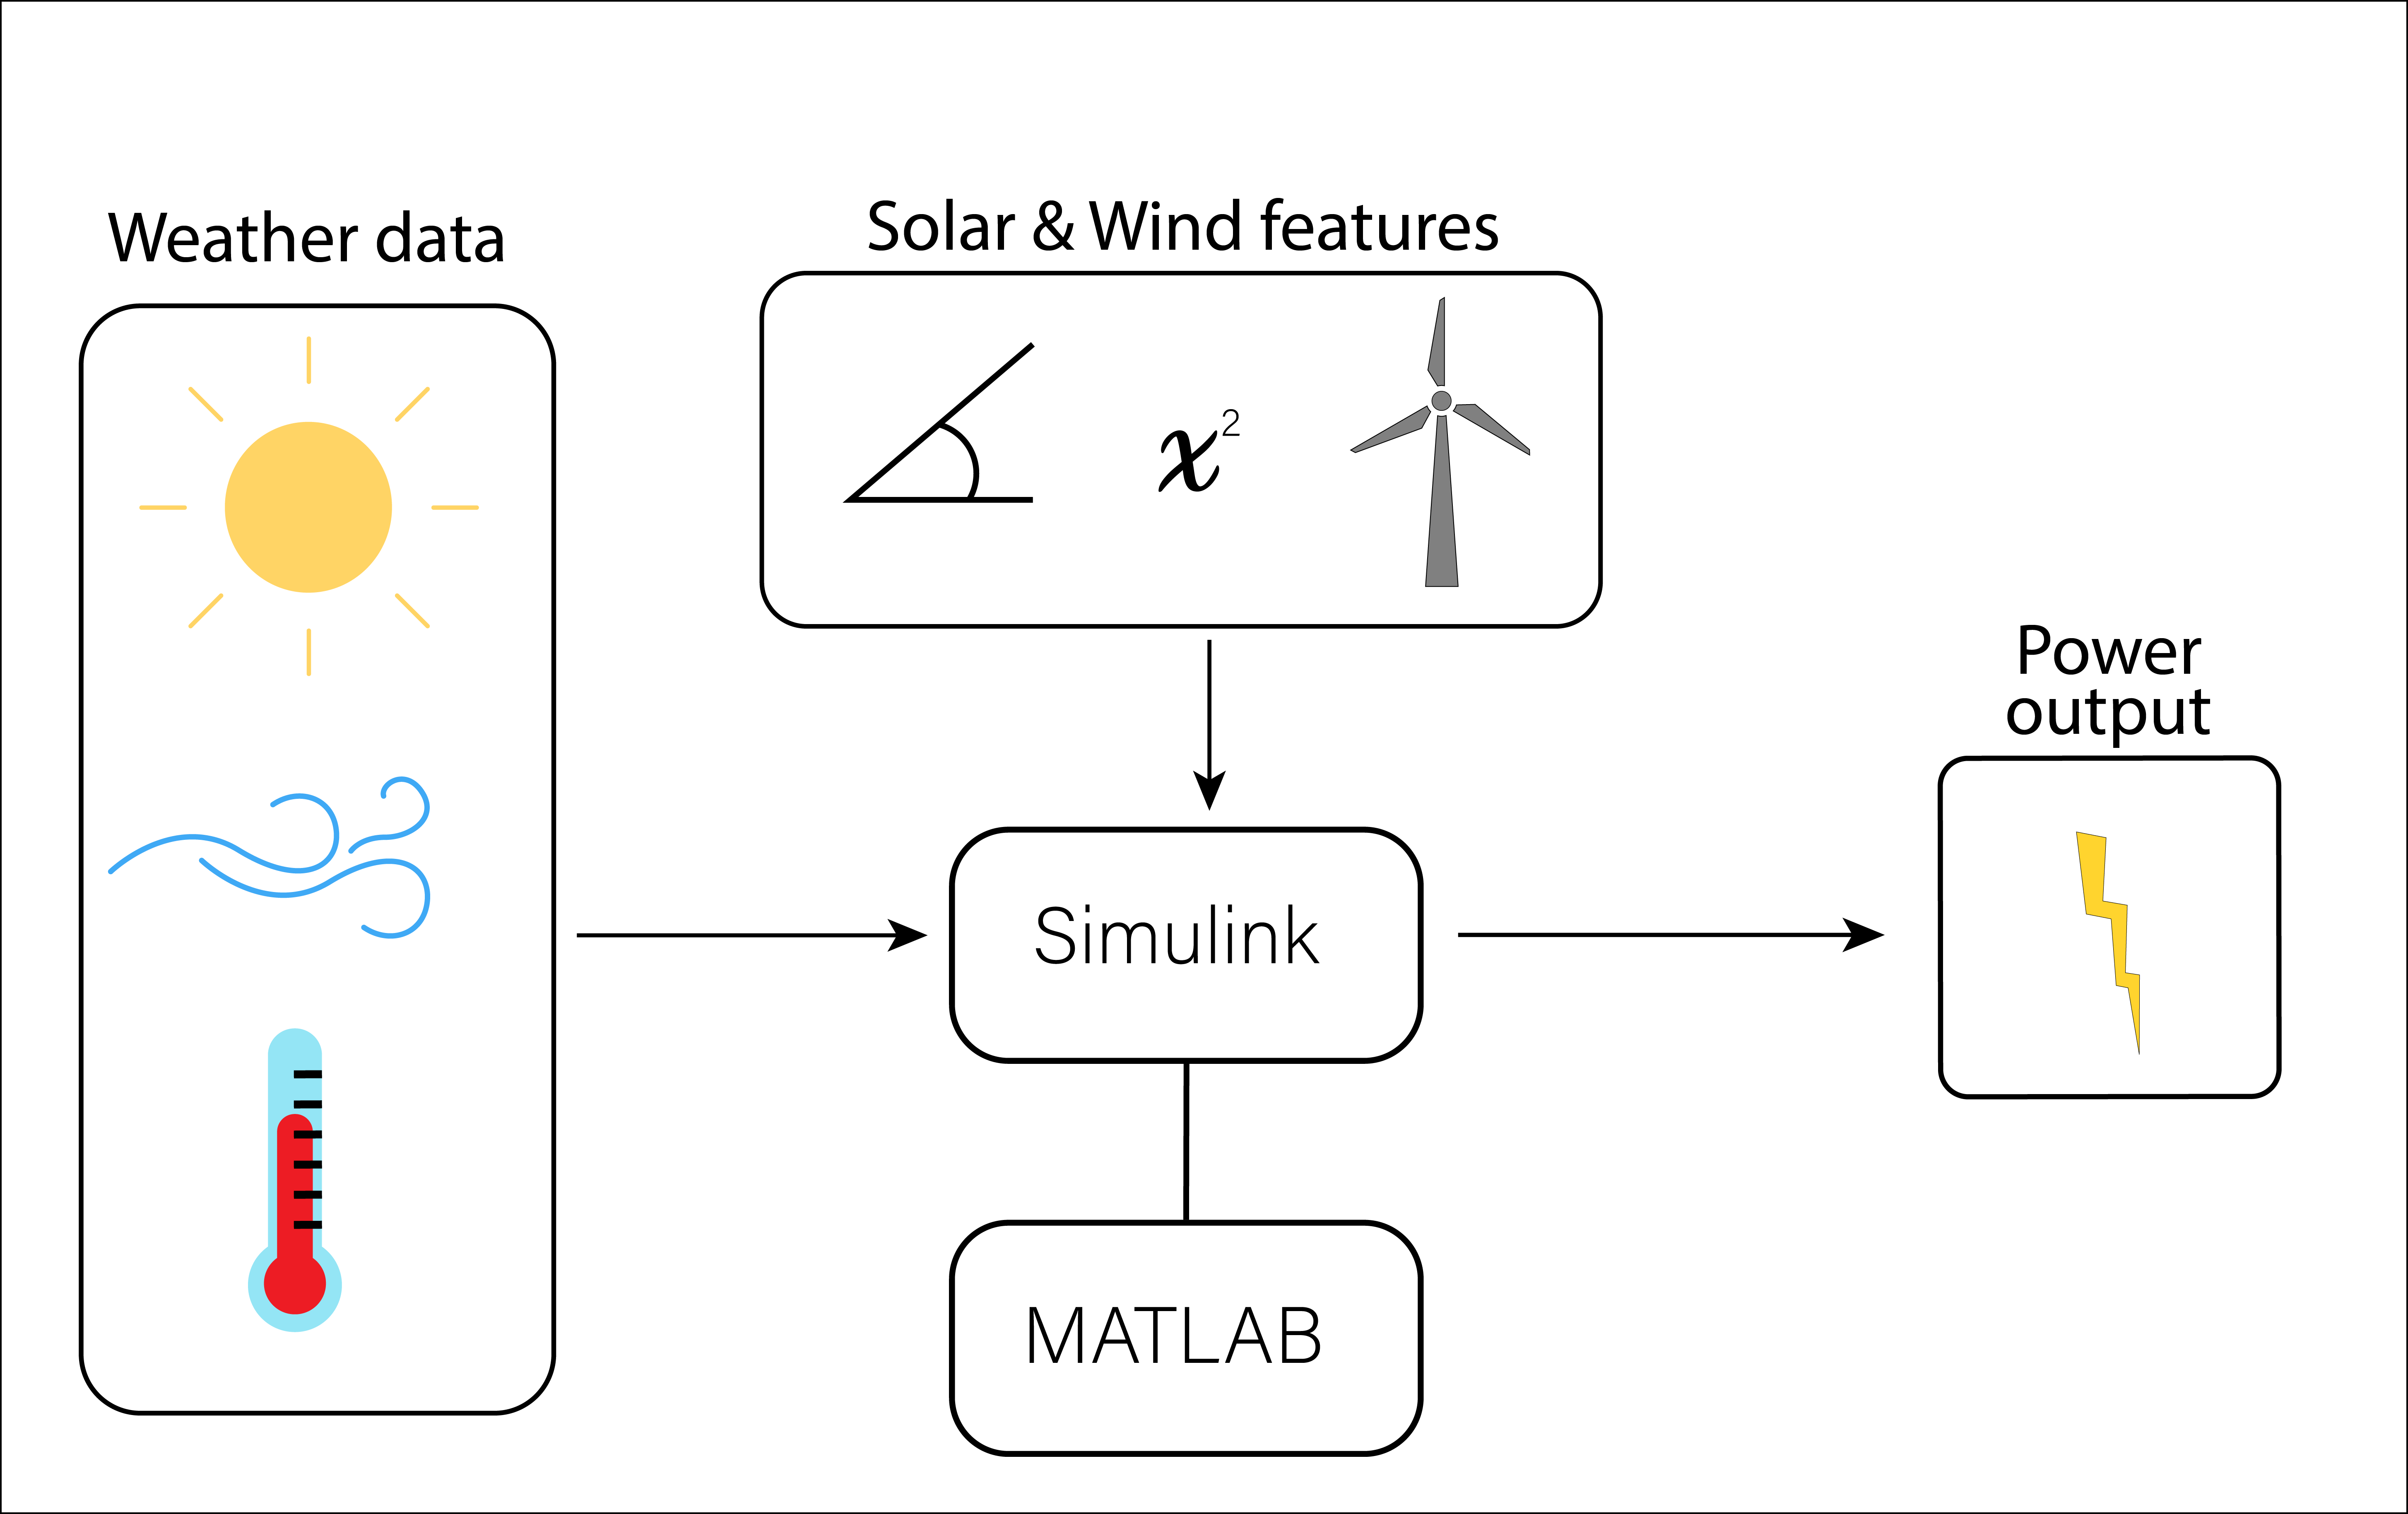 Weather data
Solar & Wind features
x²
Power
output
Simulink
MATLAB